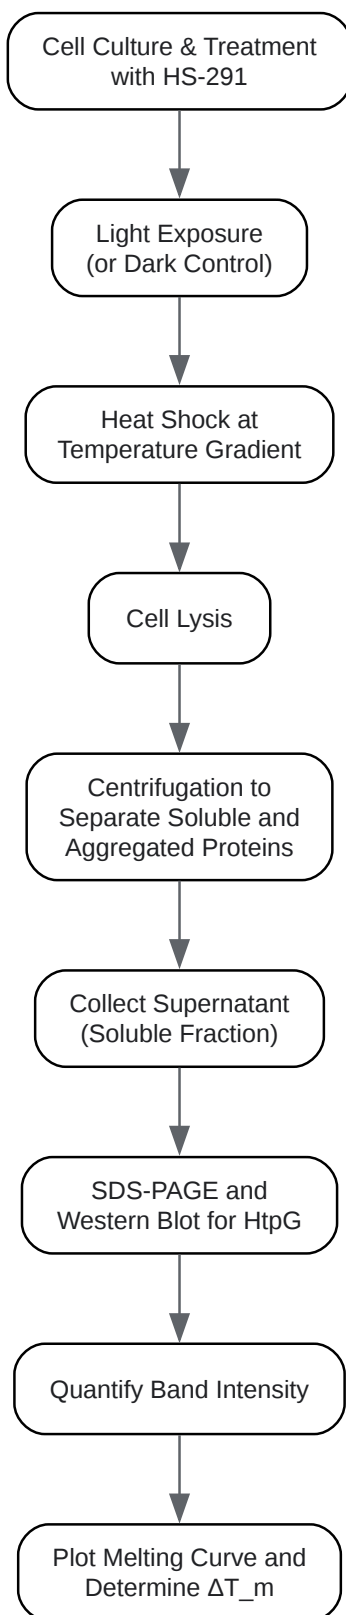 Cell Culture & Treatment
with HS-291
Light Exposure
(or Dark Control)
Heat Shock at
Temperature Gradient
Cell Lysis
Centrifugation to
Separate Soluble and
Aggregated Proteins
Collect Supernatant
(Soluble Fraction)
SDS-PAGE and
Western Blot for HtpG
Quantify Band Intensity
Plot Melting Curve and
Determine ΔT_m